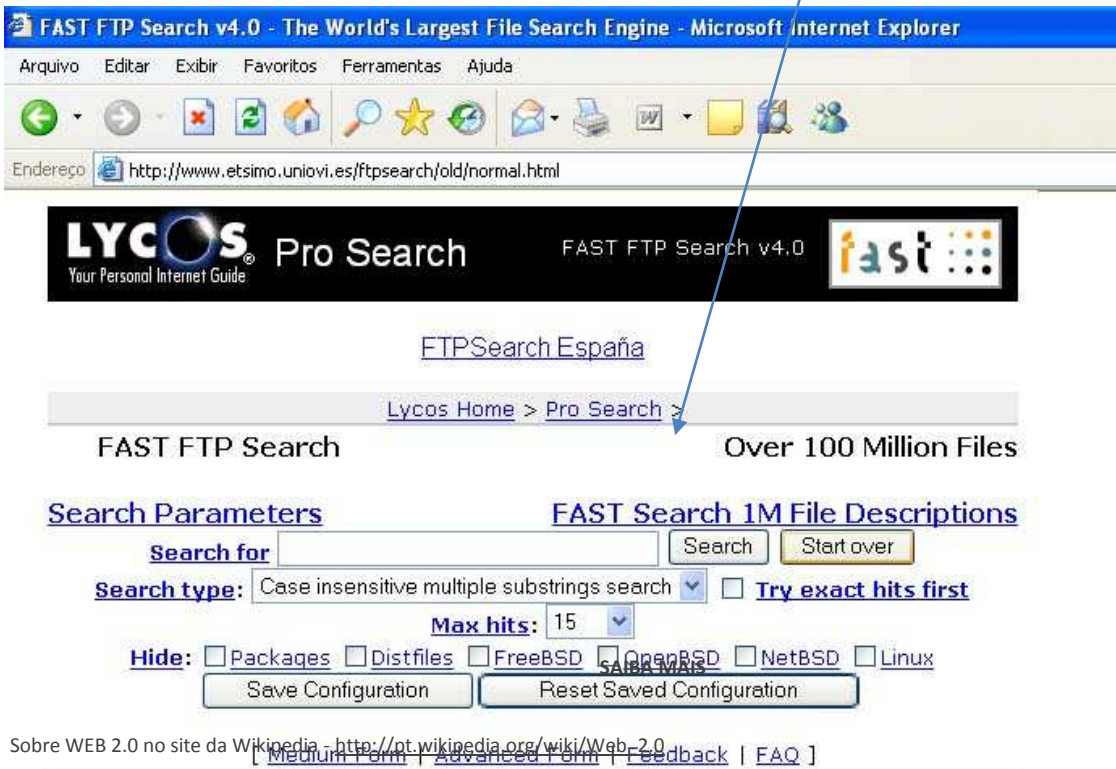 FAST FTP Search v4.0 - The World's Largest File Search Engine - Microsoft Internet Explorer
Arquivo Editar Exibir Favoritos Ferramentas Ajuda
Endereço http://www.etsimo.uniovi.es/ftpsearch/old/normal.html
LYCOS® Pro Search FAST FTP Search v4.0 fast
Your Personal Internet Guide
FTPSearch España
Lycos Home > Pro Search >
FAST FTP Search Over 100 Million Files
Search Parameters FAST Search 1M File Descriptions
Search for Search Start over
Search type: Case insensitive multiple substrings search Try exact hits first
Max hits: 15
Hide: Packages Distfiles FreeBSD OpenBSD NetBSD Linux
SAIBA MAIS
Save Configuration Reset Saved Configuration
Sobre WEB 2.0 no site da Wikipedia - http://pt.wikipedia.org/wiki/Web_2.0
[ Medium Form | Advanced Form | Feedback | FAQ ]